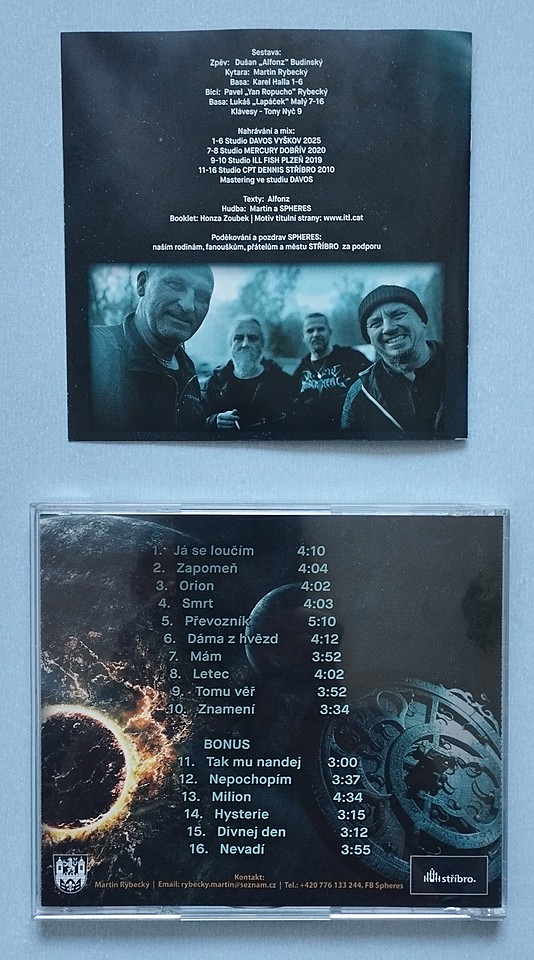 Sestava:
Zpěv: Dušan „Alfonz" Budinský
Kytara: Martin Rybecký
Basa: Karel Halla 1-6
Bicí: Pavel „Yan Ropucho" Rybecký
Basa: Lukáš „Lapáček" Malý 7-16
Klávesy - Tony Nyč 9
Nahrávání a mix:
1-6 Studio DAVOS VYŠKOV 2025
7-8 Studio MERCURY DOBŘÍV 2020
9-10 Studio ILL FISH PLZEŇ 2019
11-16 Studio CPT DENNIS STŘÍBRO 2010
Mastering ve studiu DAVOS
Texty: Alfonz
Hudba: Martin a SPHERES
Booklet: Honza Zoubek | Motiv titulní strany: www.itl.cat
Poděkování a pozdrav SPHERES:
našim rodinám, fanouškům, přátelům a městu STŘÍBRO za podporu
1. Já se loučím 4:10
2. Zapomeň 4:04
3. Orion 4:02
4. Smrt 4:03
5. Převozník 5:10
6. Dáma z hvězd 4:12
7. Mám 3:52
8. Letec 4:02
9. Tomu věř 3:52
10. Znamení 3:34
BONUS
11. Tak mu nandej 3:00
12. Nepochopím 3:37
13. Milion 4:34
14. Hysterie 3:15
15. Divnej den 3:12
16. Nevadí 3:55
Kontakt:
Martin Rybecký | Email: rybecky.martin@seznam.cz | Tel.: +420 776 133 244, FB Spheres
stříbro.